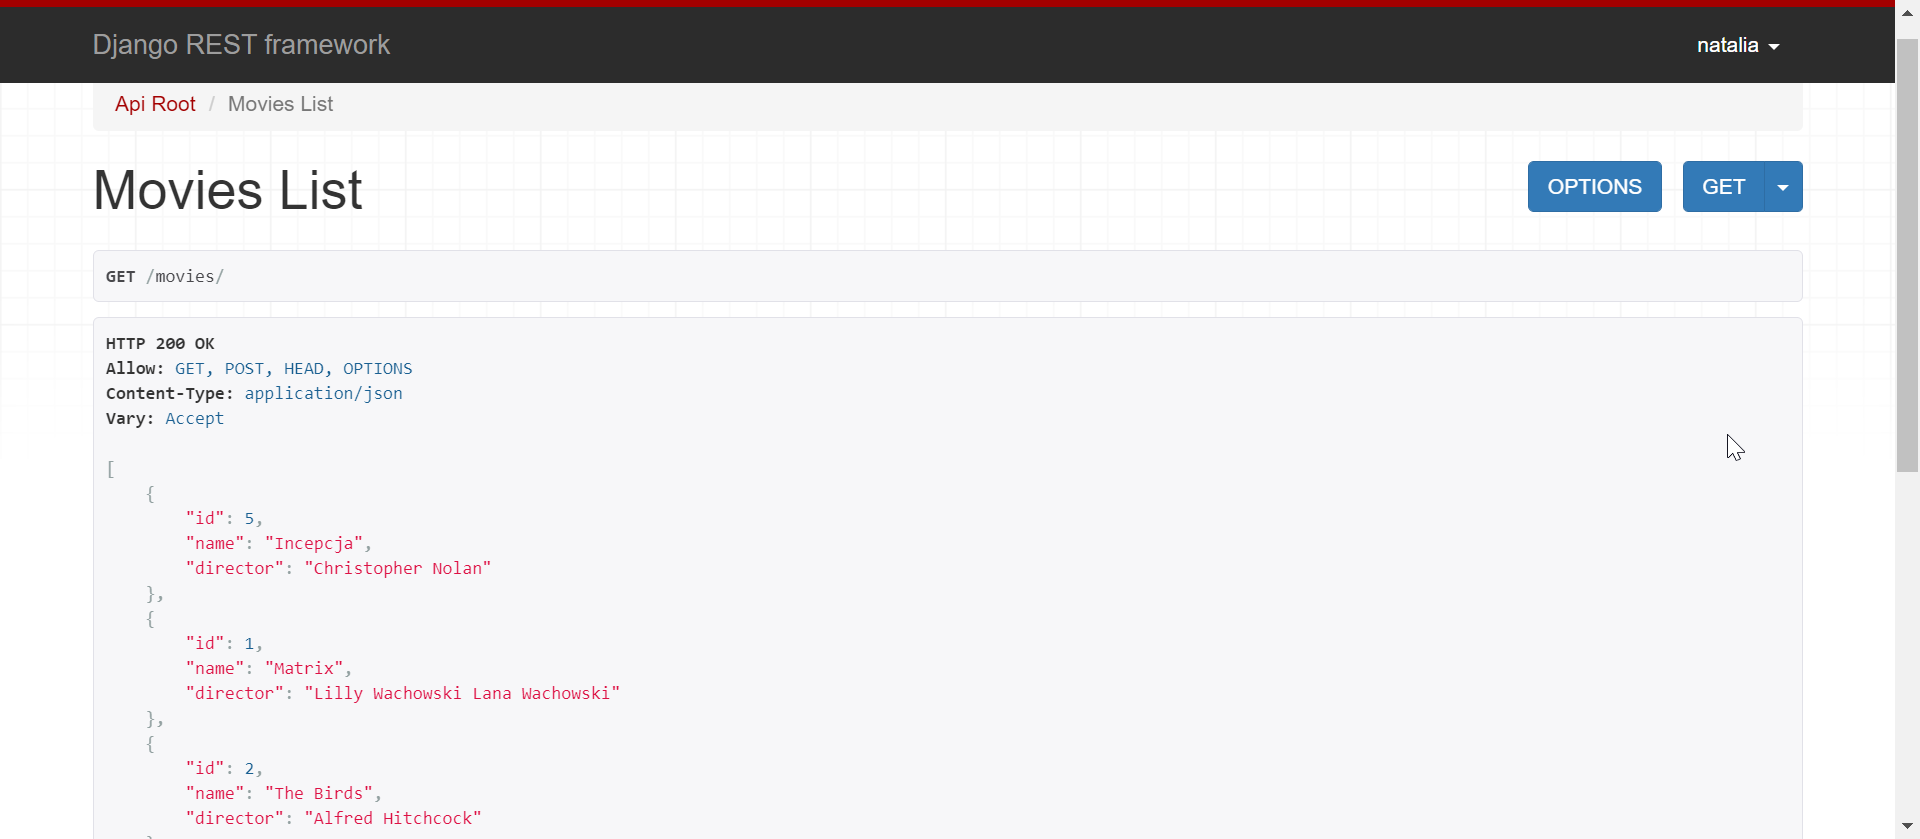 Django REST framework
natalia
Api Root / Movies List
Movies List
OPTIONS
GET
GET /movies/
HTTP 200 OK
Allow: GET, POST, HEAD, OPTIONS
Content-Type: application/json
Vary: Accept
[
    {
        "id": 5,
        "name": "Incepcja",
        "director": "Christopher Nolan"
    },
    {
        "id": 1,
        "name": "Matrix",
        "director": "Lilly Wachowski Lana Wachowski"
    },
    {
        "id": 2,
        "name": "The Birds",
        "director": "Alfred Hitchcock"